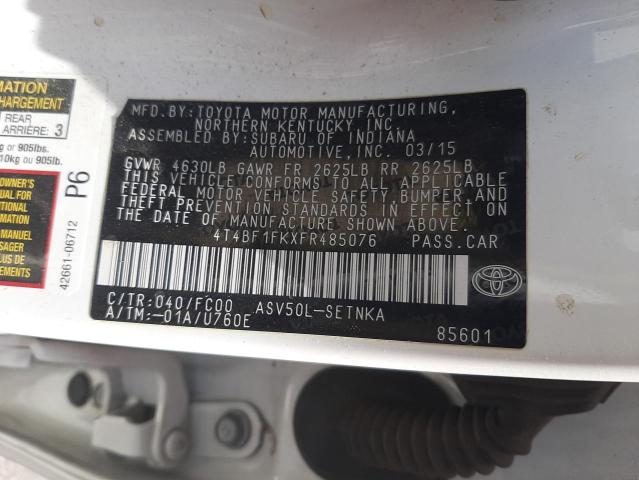 MFD.BY:TOYOTA MOTOR MANUFACTURING,
NORTHERN KENTUCKY,INC.
ASSEMBLED BY:SUBARU OF INDIANA
AUTOMOTIVE,INC. 03/15
GVWR 4630LB GAWR FR 2625LB RR 2625LB
THIS VEHICLE CONFORMS TO ALL APPLICABLE
FEDERAL MOTOR VEHICLE SAFETY,BUMPER,AND
THEFT PREVENTION STANDARDS IN EFFECT ON
THE DATE OF MANUFACTURE SHOWN ABOVE.
4T4BF1FKXFR485076 PASS.CAR
C/TR:040/FC00 ASV50L-SETNKA
A/TM:-01A/U760E
85601
TOYOTA
MATION
HARGEMENT
REAR
ARRIÈRE: 3
g or 905lbs.
10kg ou 905lb.
OWNER'S
UAL FOR
NATIONAL
MANUEL
SAGER
P6
42661-06712